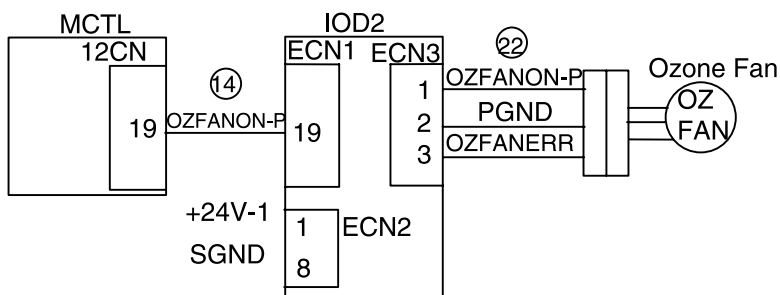 MCTL
12CN
19
14
OZFANON-P
IOD2
ECN1
19
+24V-1
SGND
1
8
ECN2
ECN3
1
2
3
22
OZFANON-P
PGND
OZFANERR
Ozone Fan
OZ
FAN